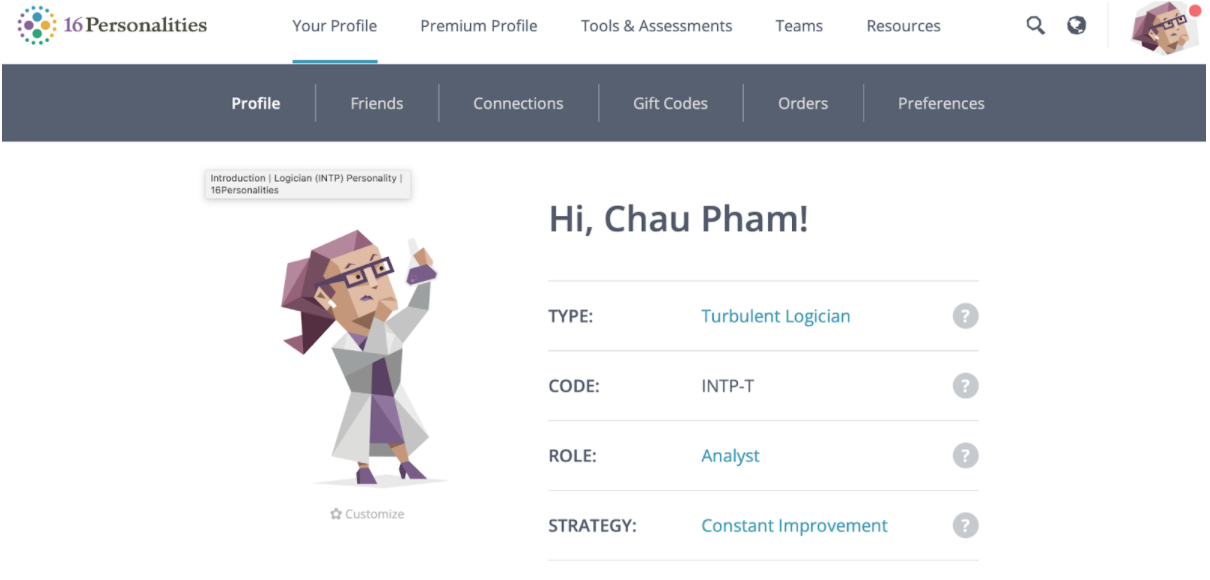 16Personalities
Your Profile
Premium Profile
Tools & Assessments
Teams
Resources
Profile
Friends
Connections
Gift Codes
Orders
Preferences
Introduction | Logician (INTP) Personality |
16Personalities
Hi, Chau Pham!
TYPE: Turbulent Logician ?
CODE: INTP-T ?
ROLE: Analyst ?
STRATEGY: Constant Improvement ?
Customize